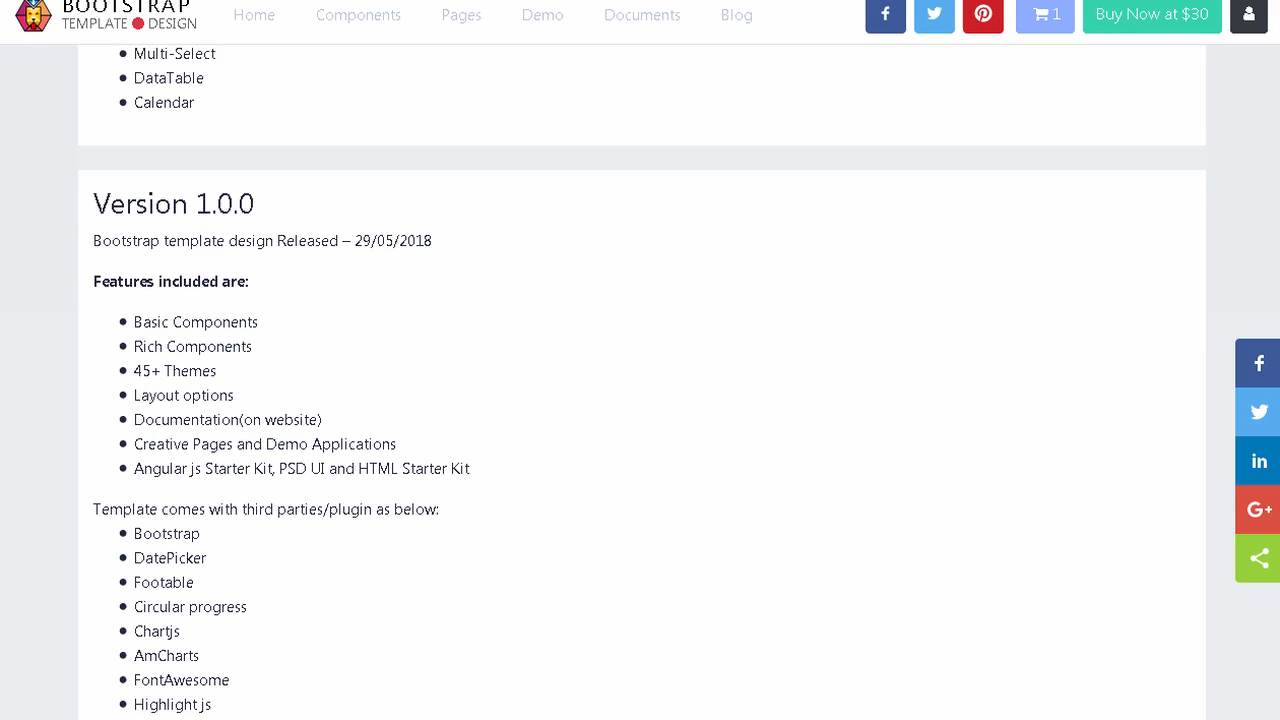 BOOTSTRAP
TEMPLATE DESIGN
Home
Components
Pages
Demo
Documents
Blog
1
Buy Now at $30
Multi-Select
DataTable
Calendar
Version 1.0.0
Bootstrap template design Released – 29/05/2018
Features included are:
Basic Components
Rich Components
45+ Themes
Layout options
Documentation(on website)
Creative Pages and Demo Applications
Angular js Starter Kit, PSD UI and HTML Starter Kit
Template comes with third parties/plugin as below:
Bootstrap
DatePicker
Footable
Circular progress
Chartjs
AmCharts
FontAwesome
Highlight js